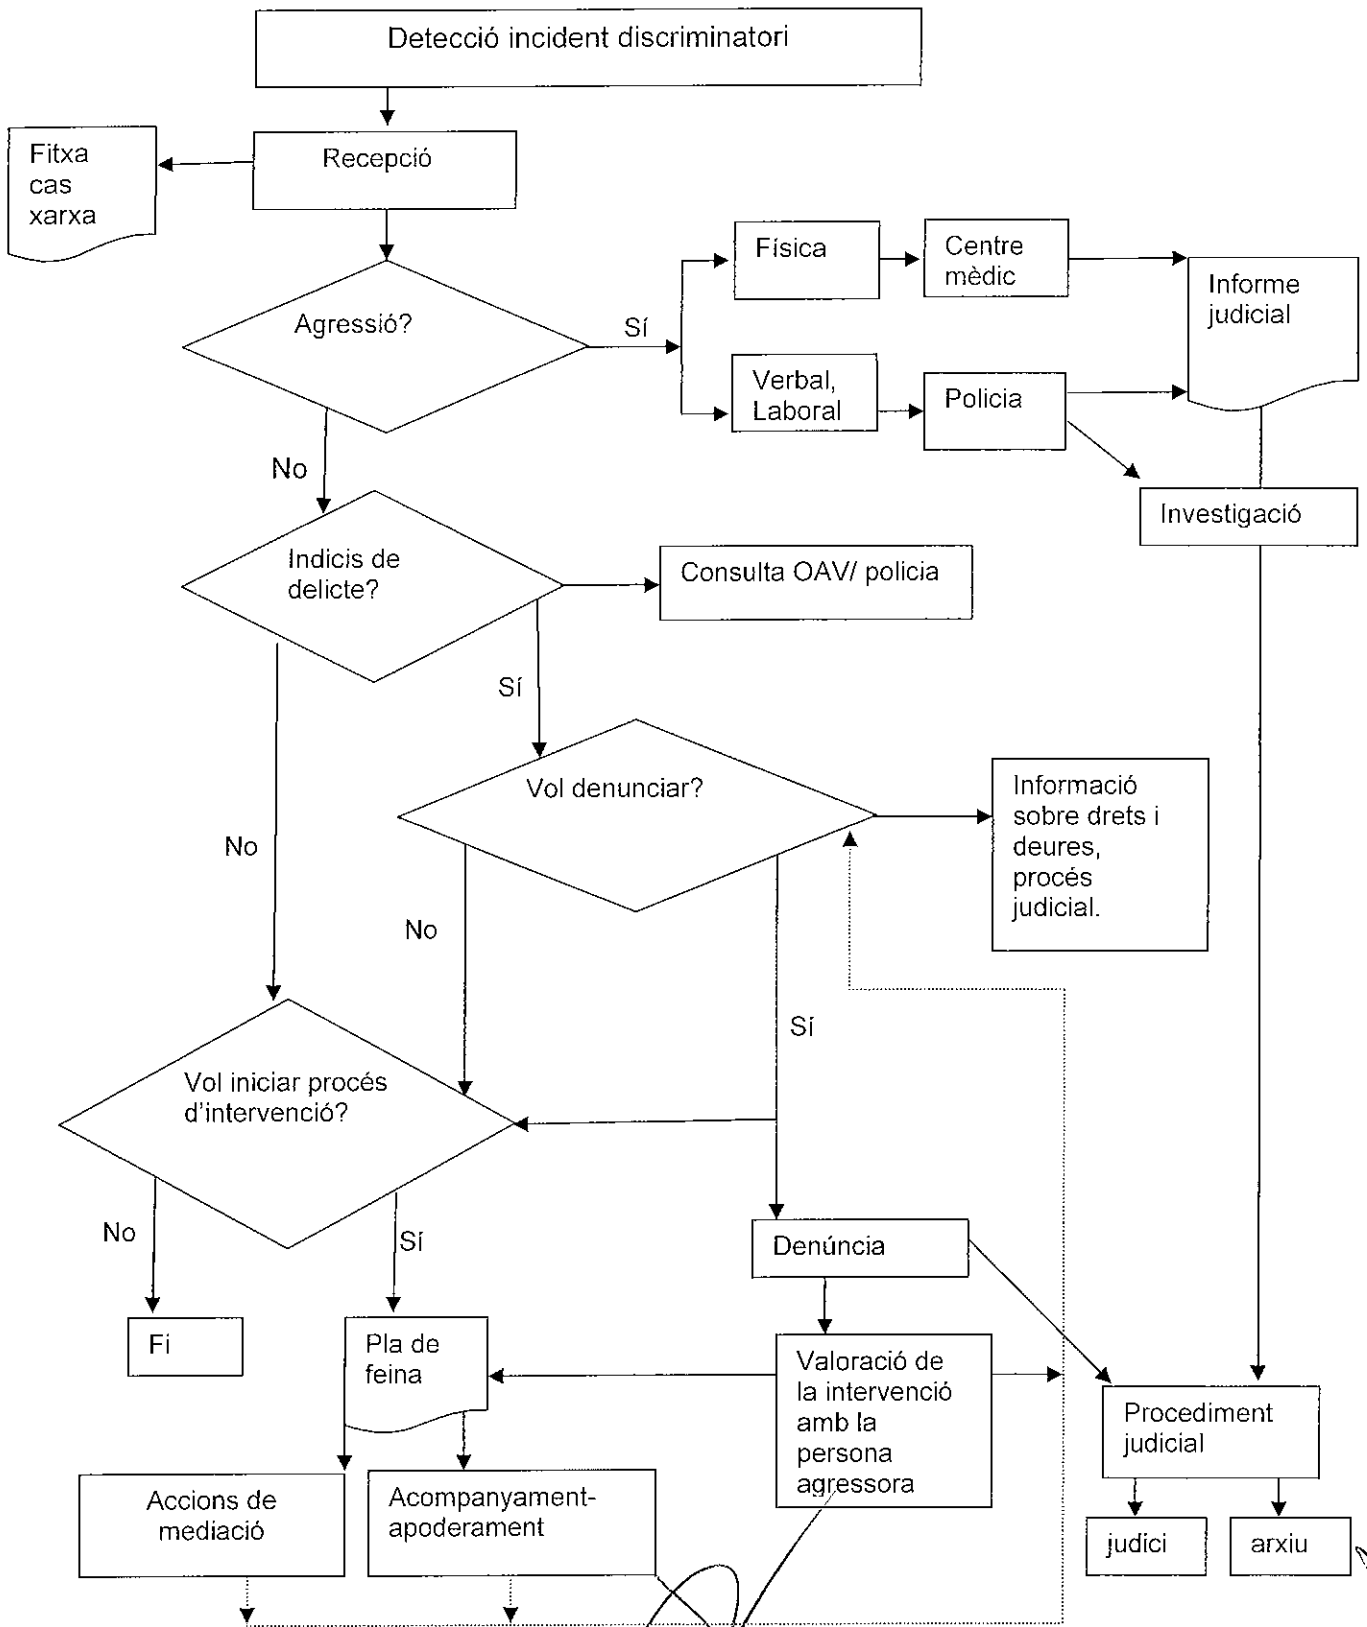 Detecció incident discriminatori
Fitxa
cas
xarxa
Recepció
Física
Centre
mèdic
Informe
judicial
Agressió?
Sí
Verbal,
Laboral
Policia
No
Investigació
Indicis de
delicte?
Consulta OAV/ policia
Sí
Vol denunciar?
Informació
sobre drets i
deures,
procés
judicial.
No
No
Sí
Vol iniciar procés
d'intervenció?
No
Sí
Denúncia
Fi
Pla de
feina
Valoració de
la intervenció
amb la
persona
agressora
Procediment
judicial
Accions de
mediació
Acompanyament-
apoderament
judíci
arxiu